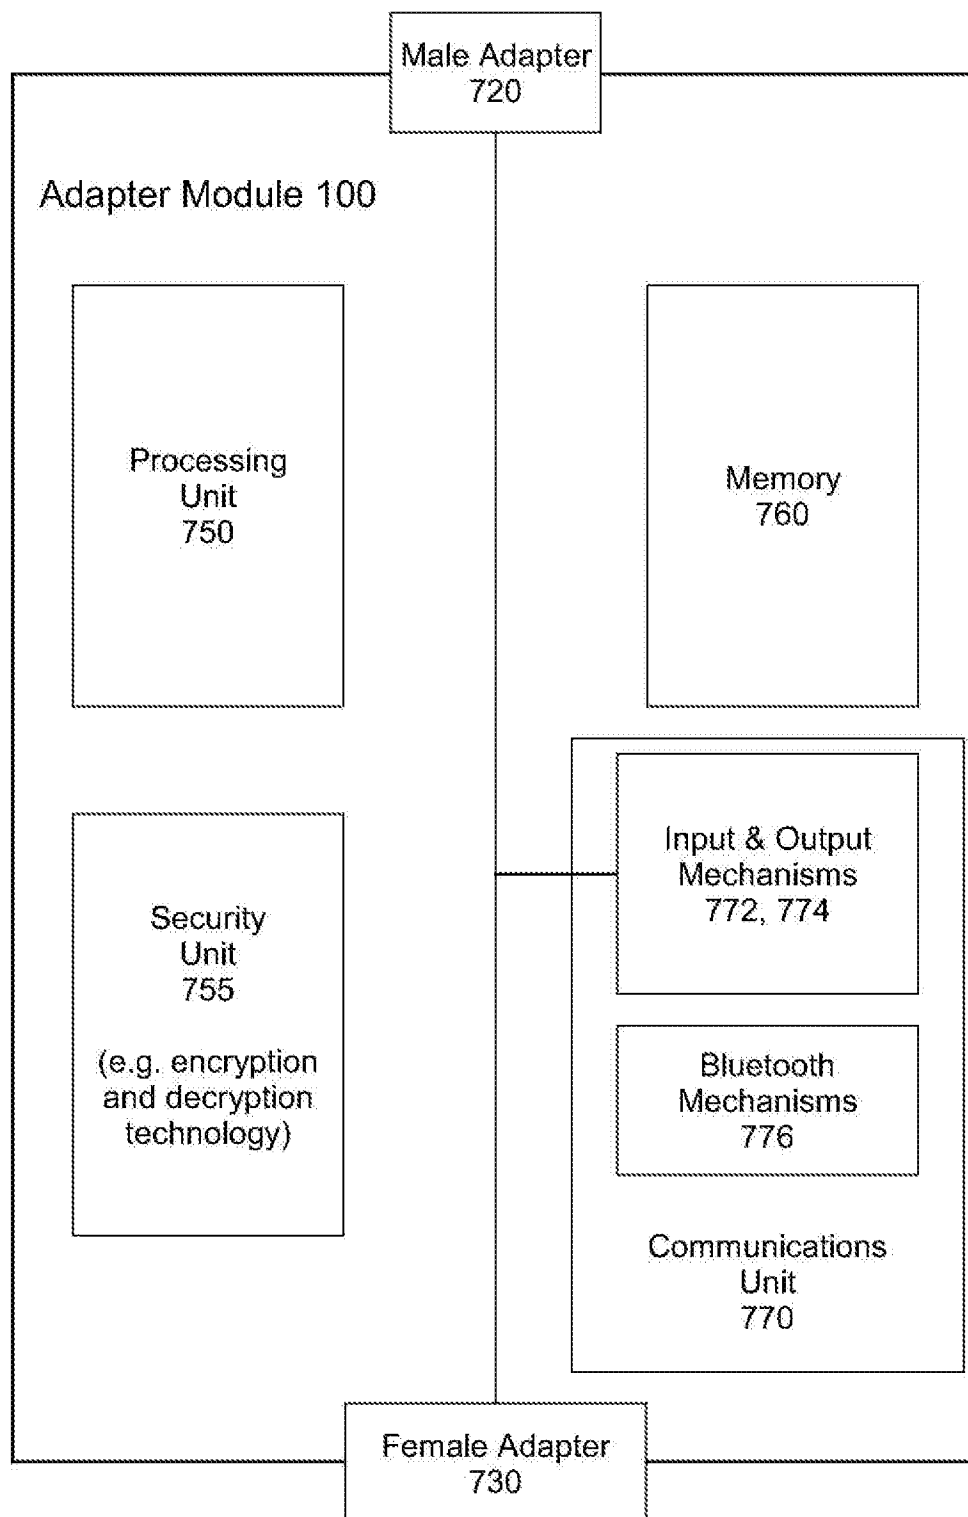 Male Adapter
720
Adapter Module 100
Processing
Unit
750
Memory
760
Input & Output
Mechanisms
772, 774
Security
Unit
755
(e.g. encryption
and decryption
technology)
Bluetooth
Mechanisms
776
Communications
Unit
770
Female Adapter
730